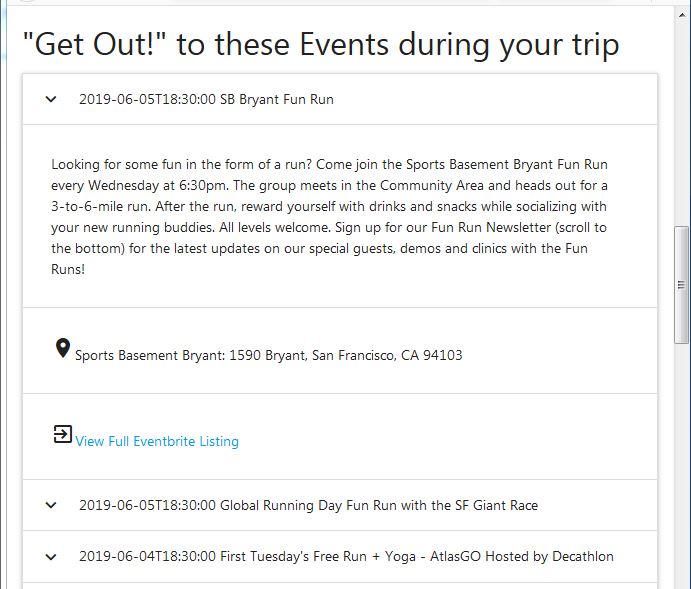 "Get Out!" to these Events during your trip
2019-06-05T18:30:00 SB Bryant Fun Run
Looking for some fun in the form of a run? Come join the Sports Basement Bryant Fun Run
every Wednesday at 6:30pm. The group meets in the Community Area and heads out for a
3-to-6-mile run. After the run, reward yourself with drinks and snacks while socializing with
your new running buddies. All levels welcome. Sign up for our Fun Run Newsletter (scroll to
the bottom) for the latest updates on our special guests, demos and clinics with the Fun
Runs!
Sports Basement Bryant: 1590 Bryant, San Francisco, CA 94103
View Full Eventbrite Listing
2019-06-05T18:30:00 Global Running Day Fun Run with the SF Giant Race
2019-06-04T18:30:00 First Tuesday's Free Run + Yoga - AtlasGO Hosted by Decathlon